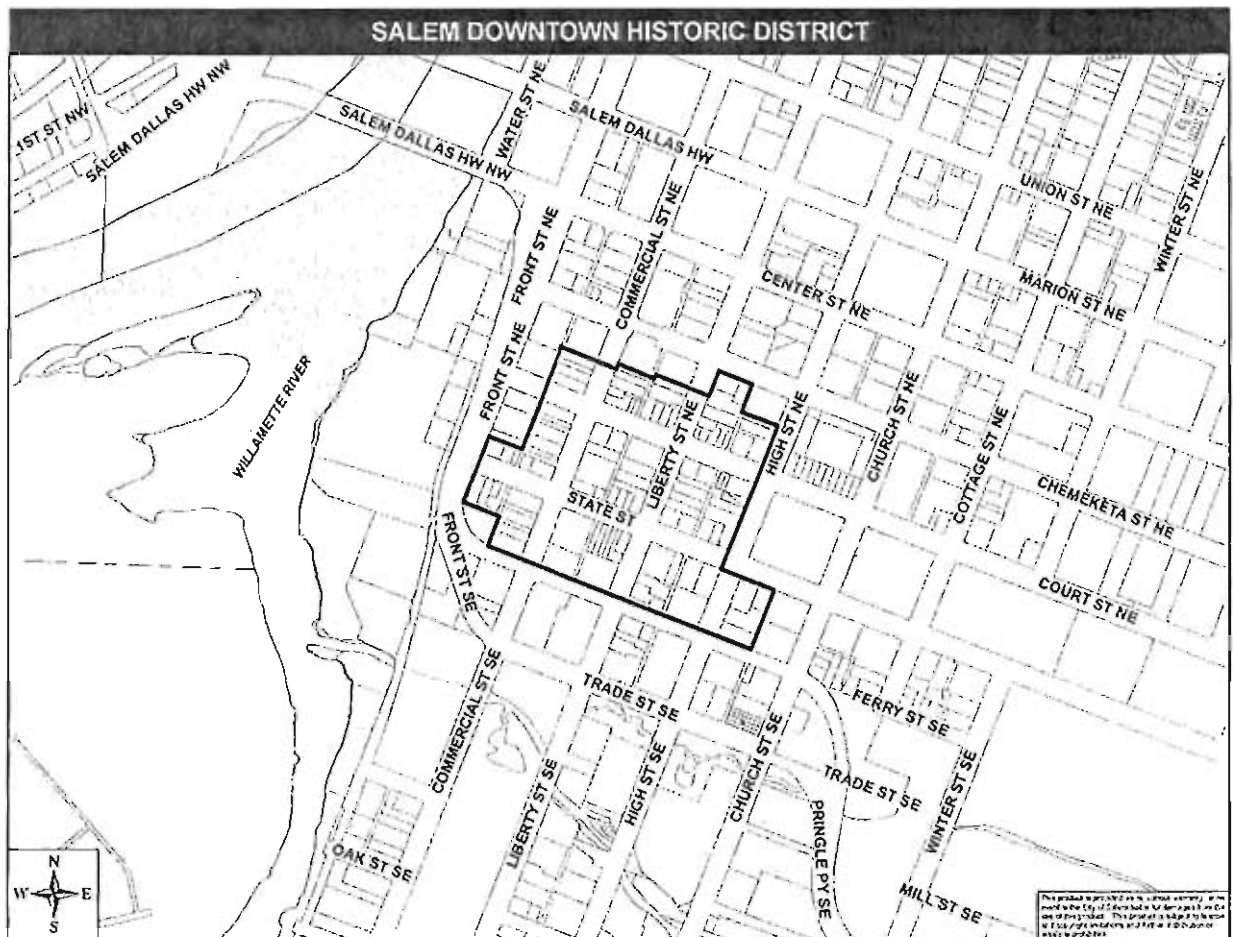 SALEM DOWNTOWN HISTORIC DISTRICT
1ST ST NW
SALEM DALLAS HW NW
SALEM DALLAS HW NW
WATER ST NE
SALEM DALLAS HW
UNION ST NE
WINTER ST NE
MARION ST NE
CENTER ST NE
COMMERCIAL ST NE
FRONT ST NE
FRONT ST NE
WILLAMETTE RIVER
LIBERTY ST NE
HIGH ST NE
CHURCH ST NE
COTTAGE ST NE
CHEMEKETA ST NE
STATE ST
COURT ST NE
FRONT ST SE
COMMERCIAL ST SE
TRADE ST SE
FERRY ST SE
LIBERTY ST SE
HIGH ST SE
CHURCH ST SE
TRADE ST SE
PRINGLE PY SE
WINTER ST SE
OAK ST SE
MILL ST SE
N
W E
S